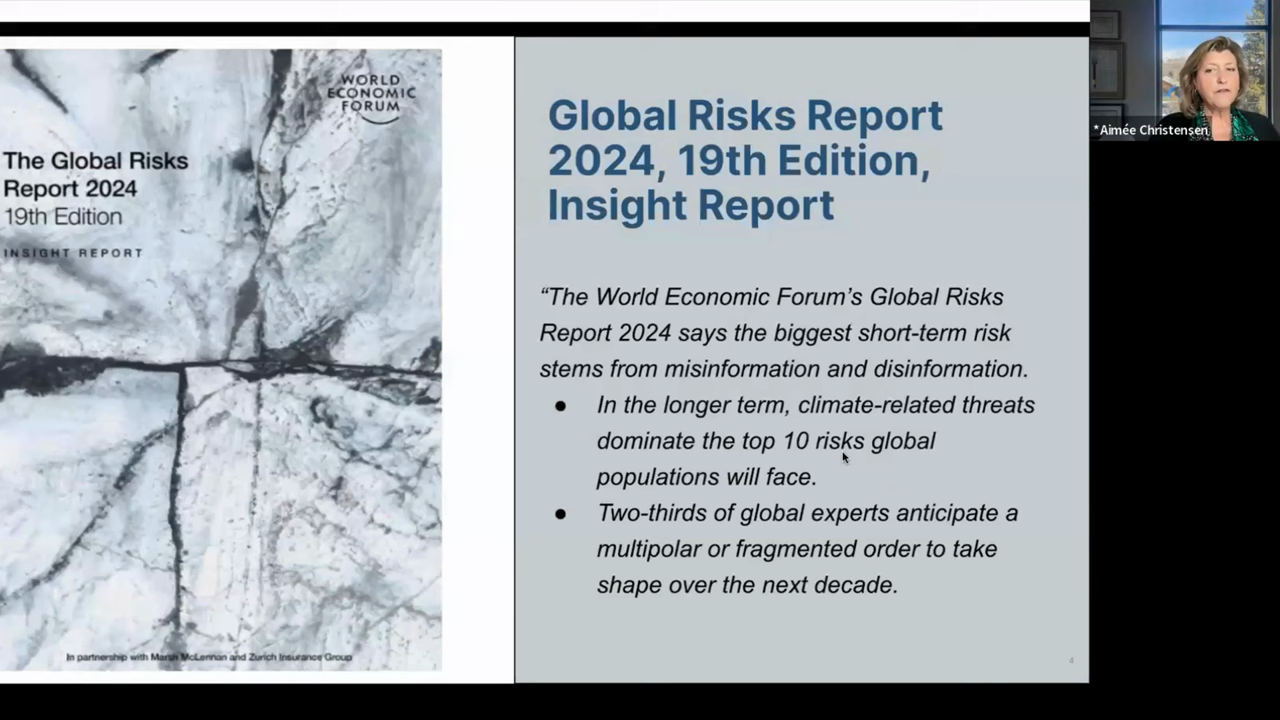 WORLD
ECONOMIC
FORUM
The Global Risks
Report 2024
19th Edition
INSIGHT REPORT
In partnership with Marsh McLennan and Zurich Insurance Group
Global Risks Report
2024, 19th Edition,
Insight Report
“The World Economic Forum’s Global Risks
Report 2024 says the biggest short-term risk
stems from misinformation and disinformation.
● In the longer term, climate-related threats
dominate the top 10 risks global
populations will face.
● Two-thirds of global experts anticipate a
multipolar or fragmented order to take
shape over the next decade.
4
*Aimée Christensen